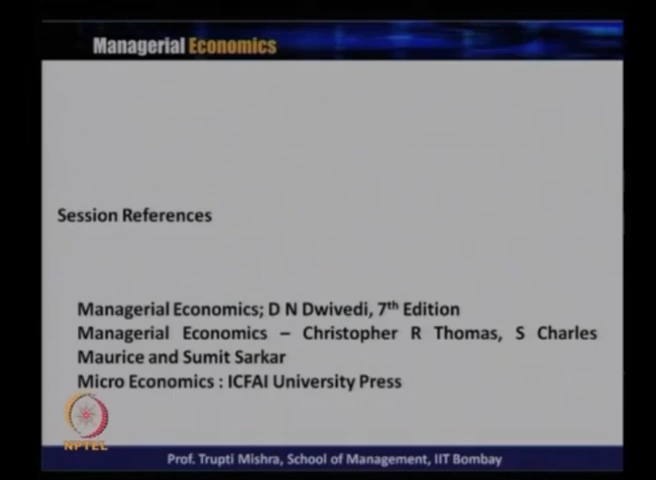 Managerial Economics
Session References
Managerial Economics; D N Dwivedi, 7th Edition
Managerial Economics – Christopher R Thomas, S Charles
Maurice and Sumit Sarkar
Micro Economics : ICFAI University Press
NPTEL
Prof. Trupti Mishra, School of Management, IIT Bombay